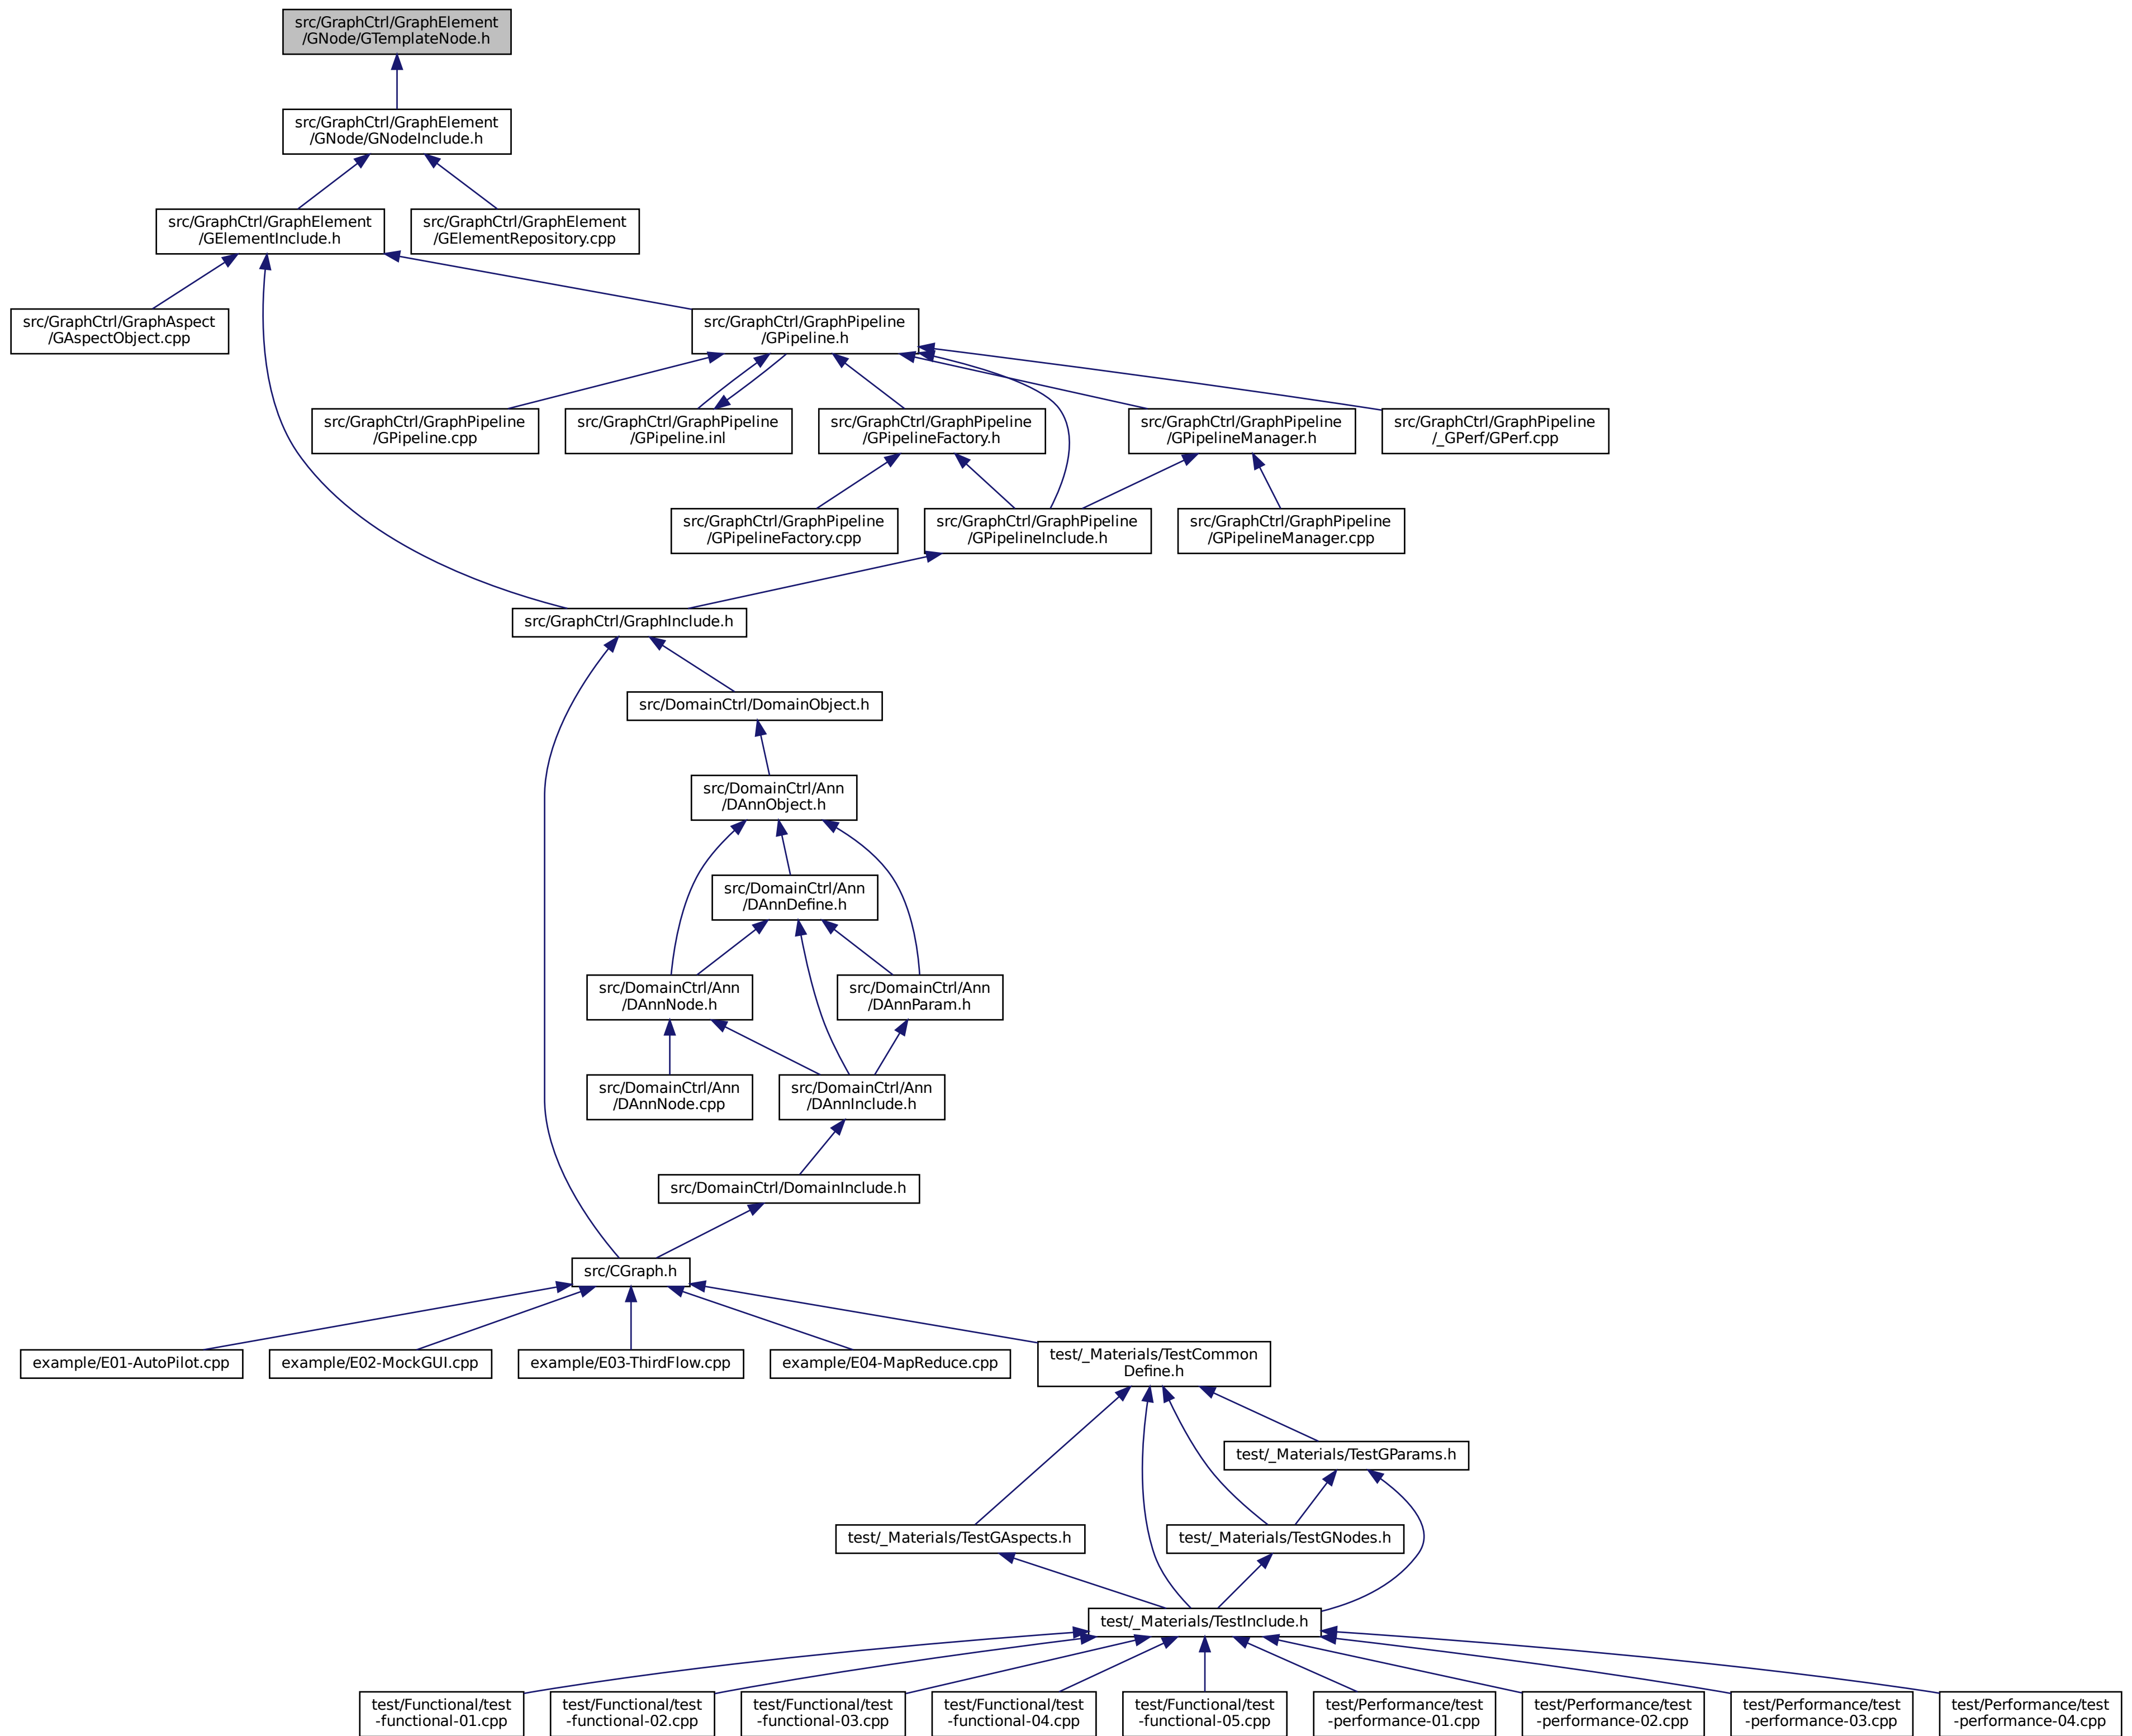 src/GraphCtrl/GraphElement
/GNode/GTemplateNode.h
src/GraphCtrl/GraphElement
/GNode/GNodeInclude.h
src/GraphCtrl/GraphElement
/GElementInclude.h
src/GraphCtrl/GraphElement
/GElementRepository.cpp
src/GraphCtrl/GraphAspect
/GAspectObject.cpp
src/GraphCtrl/GraphPipeline
/GPipeline.h
src/GraphCtrl/GraphPipeline
/GPipeline.cpp
src/GraphCtrl/GraphPipeline
/GPipeline.inl
src/GraphCtrl/GraphPipeline
/GPipelineFactory.h
src/GraphCtrl/GraphPipeline
/GPipelineManager.h
src/GraphCtrl/GraphPipeline
/_GPerf/GPerf.cpp
src/GraphCtrl/GraphPipeline
/GPipelineFactory.cpp
src/GraphCtrl/GraphPipeline
/GPipelineInclude.h
src/GraphCtrl/GraphPipeline
/GPipelineManager.cpp
src/GraphCtrl/GraphInclude.h
src/DomainCtrl/DomainObject.h
src/DomainCtrl/Ann
/DAnnObject.h
src/DomainCtrl/Ann
/DAnnDefine.h
src/DomainCtrl/Ann
/DAnnNode.h
src/DomainCtrl/Ann
/DAnnParam.h
src/DomainCtrl/Ann
/DAnnNode.cpp
src/DomainCtrl/Ann
/DAnnInclude.h
src/DomainCtrl/DomainInclude.h
src/CGraph.h
example/E01-AutoPilot.cpp
example/E02-MockGUI.cpp
example/E03-ThirdFlow.cpp
example/E04-MapReduce.cpp
test/_Materials/TestCommon
Define.h
test/_Materials/TestGParams.h
test/_Materials/TestGAspects.h
test/_Materials/TestGNodes.h
test/_Materials/TestInclude.h
test/Functional/test
-functional-01.cpp
test/Functional/test
-functional-02.cpp
test/Functional/test
-functional-03.cpp
test/Functional/test
-functional-04.cpp
test/Functional/test
-functional-05.cpp
test/Performance/test
-performance-01.cpp
test/Performance/test
-performance-02.cpp
test/Performance/test
-performance-03.cpp
test/Performance/test
-performance-04.cpp